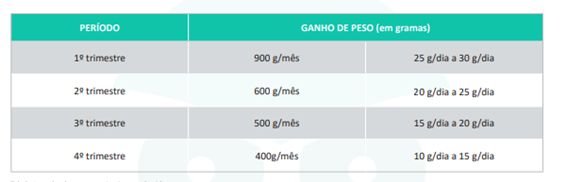 PERÍODO GANHO DE PESO (em gramas)
1º trimestre 900 g/mês 25 g/dia a 30 g/dia
2º trimestre 600 g/mês 20 g/dia a 25 g/dia
3º trimestre 500 g/mês 15 g/dia a 20 g/dia
4º trimestre 400g/mês 10 g/dia a 15 g/dia